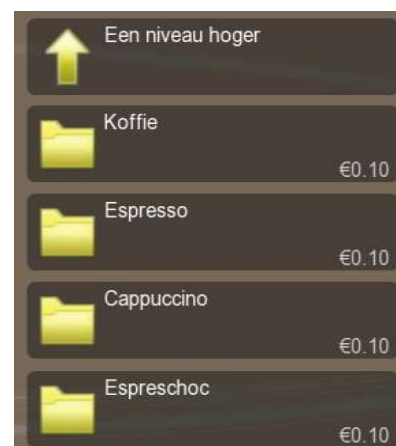 Een niveau hoger
Koffie
€0.10
Espresso
€0.10
Cappuccino
€0.10
Espreschoc
€0.10